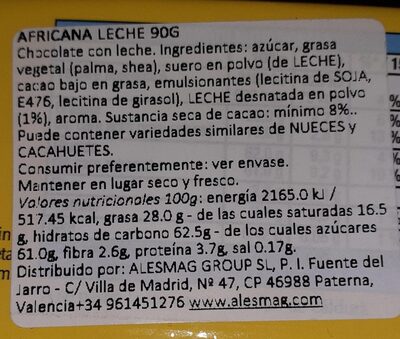 AFRICANA LECHE 90G
Chocolate con leche. Ingredientes: azúcar, grasa
vegetal (palma, shea), suero en polvo (de LECHE),
cacao bajo en grasa, emulsionantes (lecitina de SOJA,
E476, lecitina de girasol), LECHE desnatada en polvo
(1%), aroma. Sustancia seca de cacao: mínimo 8%..
Puede contener variedades similares de NUECES y
CACAHUETES.
Consumir preferentemente: ver envase.
Mantener en lugar seco y fresco.
Valores nutricionales 100g: energía 2165.0 kJ /
517.45 kcal, grasa 28.0 g - de las cuales saturadas 16.5
g, hidratos de carbono 62.5g - de los cuales azúcares
61.0g, fibra 2.6g, proteína 3.7g, sal 0.17g.
Distribuido por: ALESMAG GROUP SL, P. I. Fuente del
Jarro - C/ Villa de Madrid, Nº 47, CP 46988 Paterna,
Valencia+34 961451276 www.alesmag.com